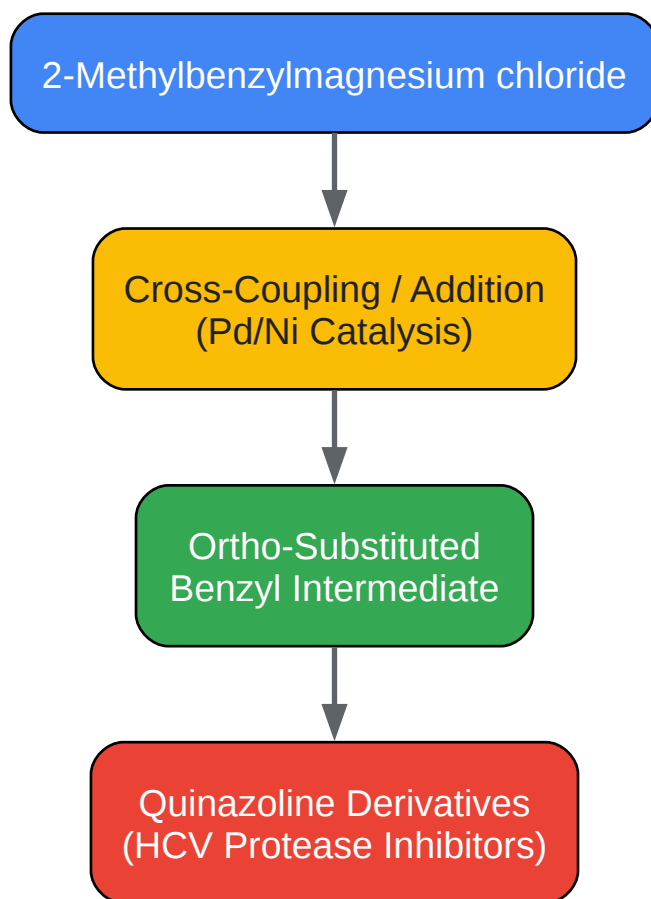 2-Methylbenzylmagnesium chloride
Cross-Coupling / Addition
(Pd/Ni Catalysis)
Ortho-Substituted
Benzyl Intermediate
Quinazoline Derivatives
(HCV Protease Inhibitors)